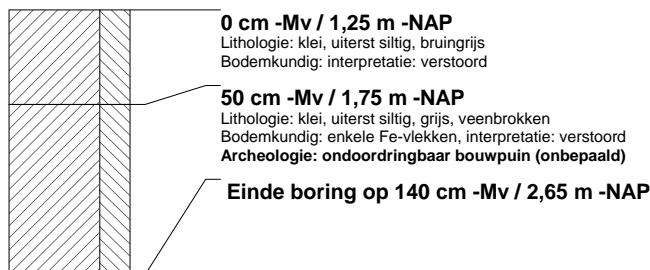 0 cm -Mv / 1,25 m -NAP
Lithologie: klei, uiterst siltig, bruingrijs
Bodemkundig: interpretatie: verstoord
50 cm -Mv / 1,75 m -NAP
Lithologie: klei, uiterst siltig, grijs, veenbrokken
Bodemkundig: enkele Fe-vlekken, interpretatie: verstoord
Archeologie: ondoordringbaar bouwpuin (onbepaald)
Einde boring op 140 cm -Mv / 2,65 m -NAP